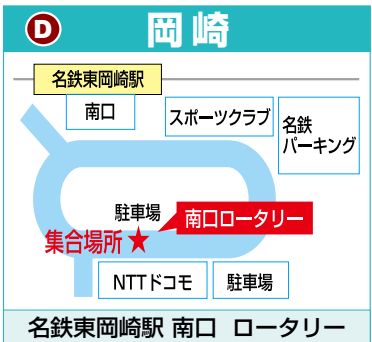 D 岡崎
名鉄東岡崎駅
南口
スポーツクラブ
名鉄
パーキング
駐車場
南口ロータリー
集合場所★
NTTドコモ
駐車場
名鉄東岡崎駅 南口 ロータリー